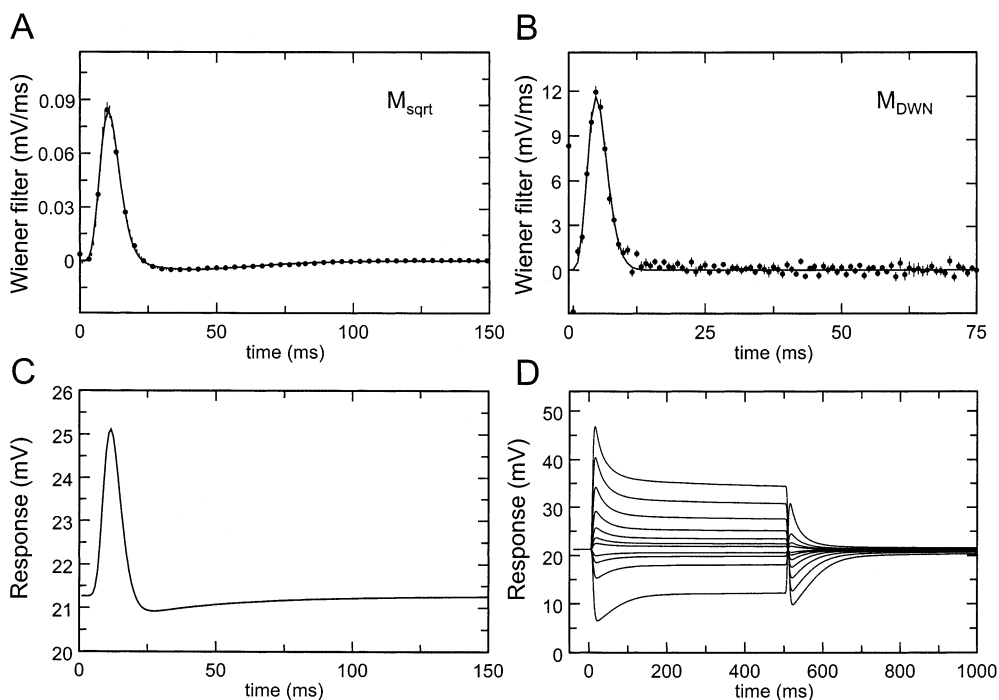 A
Wiener filter (mV/ms)
0.09
0.06
0.03
0
M_sqrt
0 50 100 150
time (ms)
B
Wiener filter (mV/ms)
12
9
6
3
0
M_DWN
0 25 50 75
time (ms)
C
Response (mV)
26
25
24
23
22
21
20
0 50 100 150
time (ms)
D
Response (mV)
50
40
30
20
10
0
0 200 400 600 800 1000
time (ms)